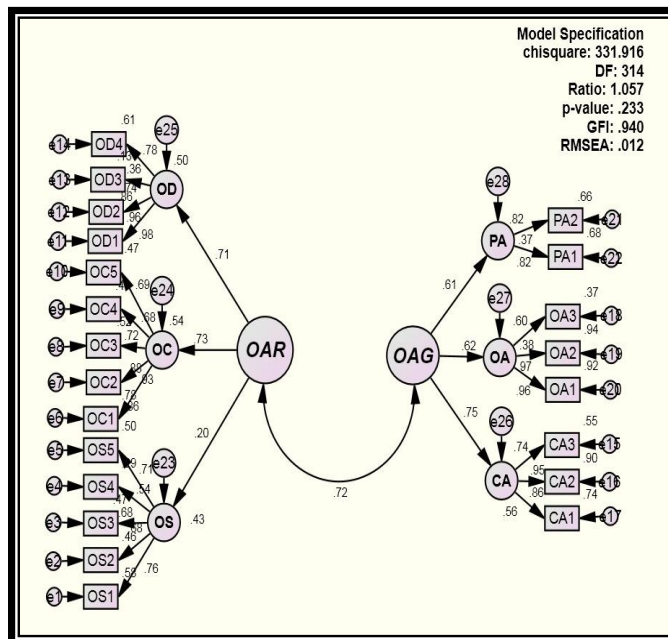 Model Specification
chisquare: 331.916
DF: 314
Ratio: 1.057
p-value: .233
GFI: .940
RMSEA: .012
.61
e14 OD4 .78 e25 .50
e13 OD3 .36 OD
e12 OD2 .86 .96
e11 OD1 .98
.47
.71
e10 OC5 .69 e24 .54
e9 OC4 .68
.52
e8 OC3 .72 OC .73 OAR
e7 OC2 .93
.78
e6 OC1
.50
e5 OS5 .71 e23
e4 OS4 .54
.47
e3 OS3 .68 OS .43
e2 OS2 .46
.58 .76
e1 OS1
.20
.72
e28 .66
.82 PA2 e21
PA .37 .68
.82 PA1 e22
.61
e27 .37
.60 OA3 e18
.38 .94
OAG .62 OA OA2 e19
.97 .92
.96 OA1 e20
.75
e26 .55
.74 CA3 e15
.90
CA .95 CA2 e16
.86 .74
.56 CA1 e17